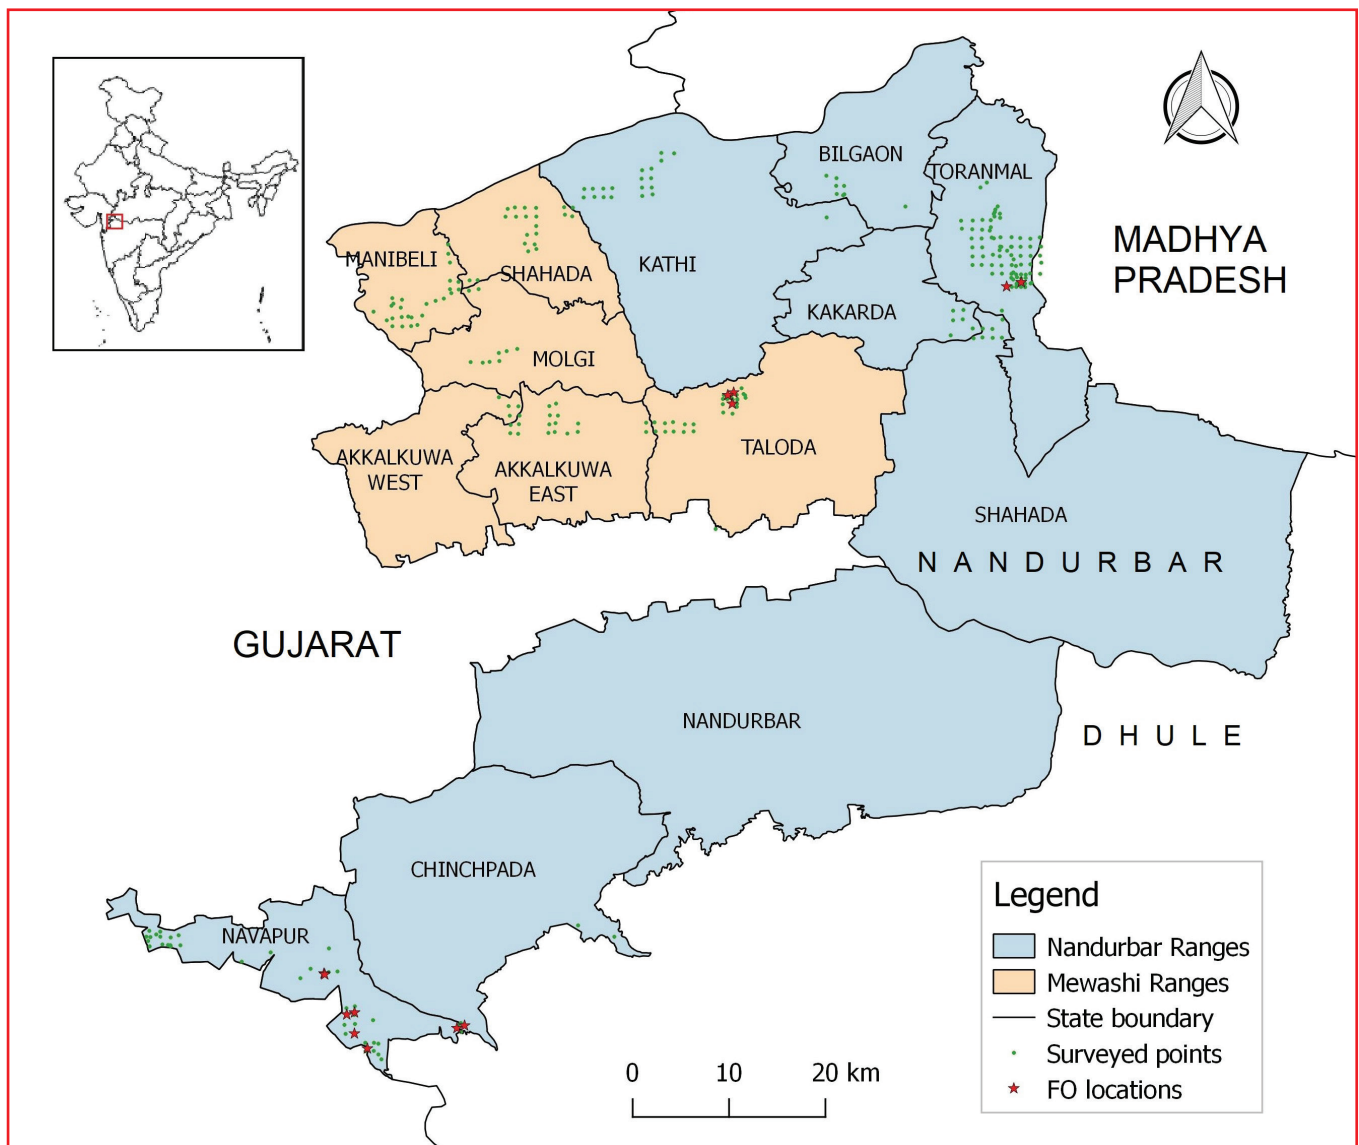 BILGAON
TORANMAL
MADHYA
PRADESH
MANIBELI
SHAHADA
KATHI
KAKARDA
MOLGI
AKKALKUWA
WEST
AKKALKUWA
EAST
TALODA
SHAHADA
N A N D U R B A R
GUJARAT
NANDURBAR
D H U L E
CHINCHPADA
NAVAPUR
Legend
Nandurbar Ranges
Mewashi Ranges
State boundary
Surveyed points
FO locations
0 10 20 km